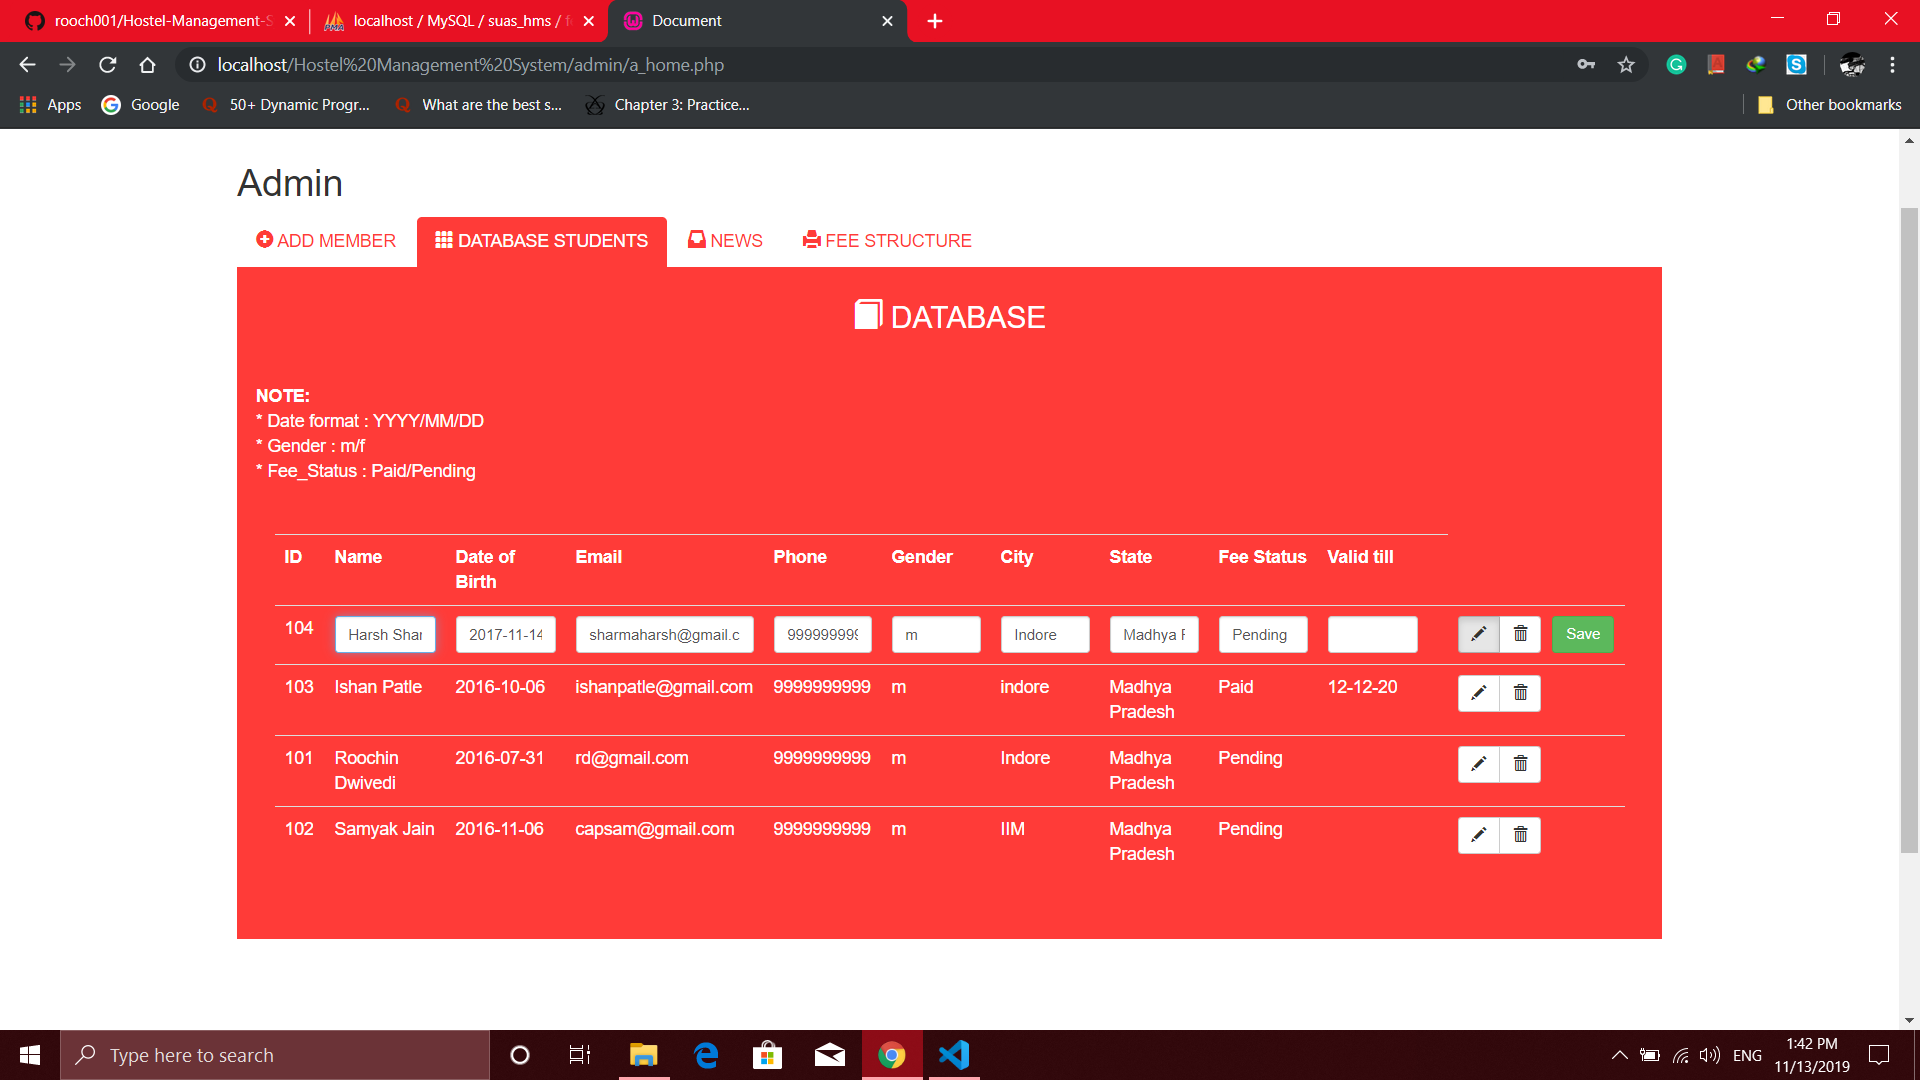 rooch001/Hostel-Management-S
localhost / MySQL / suas_hms / f
Document
localhost/Hostel%20Management%20System/admin/a_home.php
Apps
Google
50+ Dynamic Progr...
What are the best s...
Chapter 3: Practice...
Other bookmarks
Admin
ADD MEMBER
DATABASE STUDENTS
NEWS
FEE STRUCTURE
DATABASE
NOTE:
* Date format : YYYY/MM/DD
* Gender : m/f
* Fee_Status : Paid/Pending
ID Name Date of Birth Email Phone Gender City State Fee Status Valid till
104 Harsh Shar 2017-11-14 sharmaharsh@gmail.c 999999999 m Indore Madhya P Pending Save
103 Ishan Patle 2016-10-06 ishanpatle@gmail.com 9999999999 m indore Madhya Pradesh Paid 12-12-20
101 Roochin Dwivedi 2016-07-31 rd@gmail.com 9999999999 m Indore Madhya Pradesh Pending
102 Samyak Jain 2016-11-06 capsam@gmail.com 9999999999 m IIM Madhya Pradesh Pending
Type here to search
ENG
1:42 PM
11/13/2019